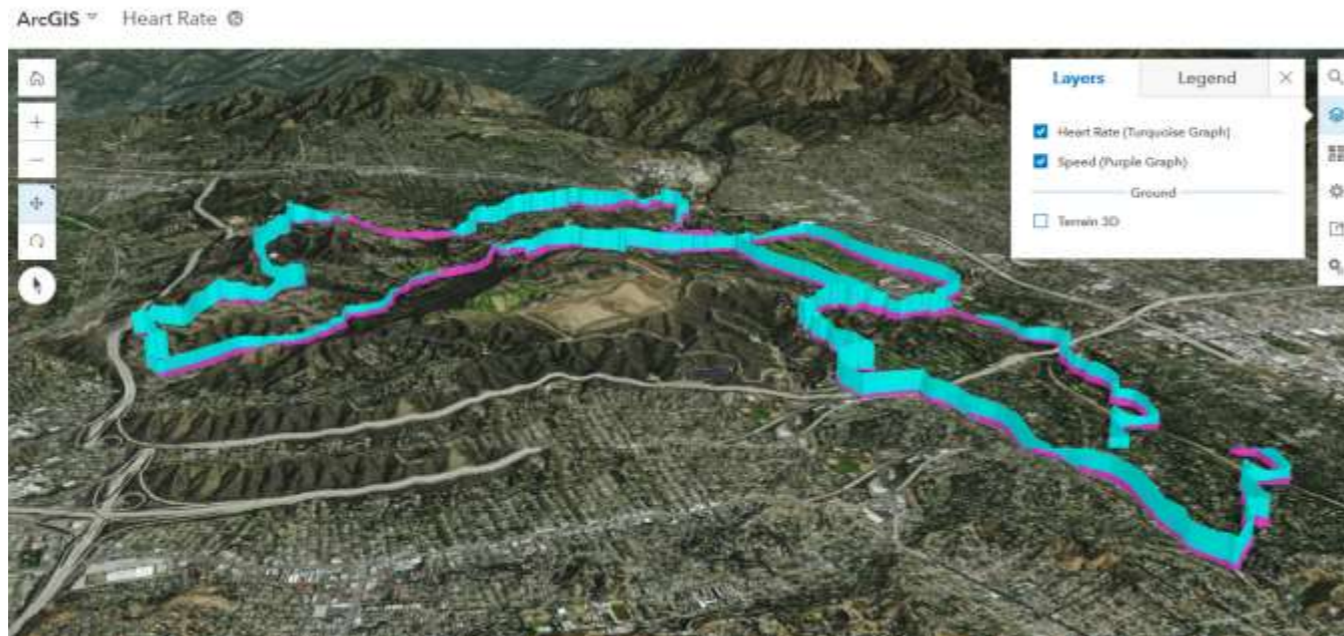 ArcGIS Heart Rate
Layers Legend
Heart Rate (Turquoise Graph)
Speed (Purple Graph)
Ground
Terrain 3D